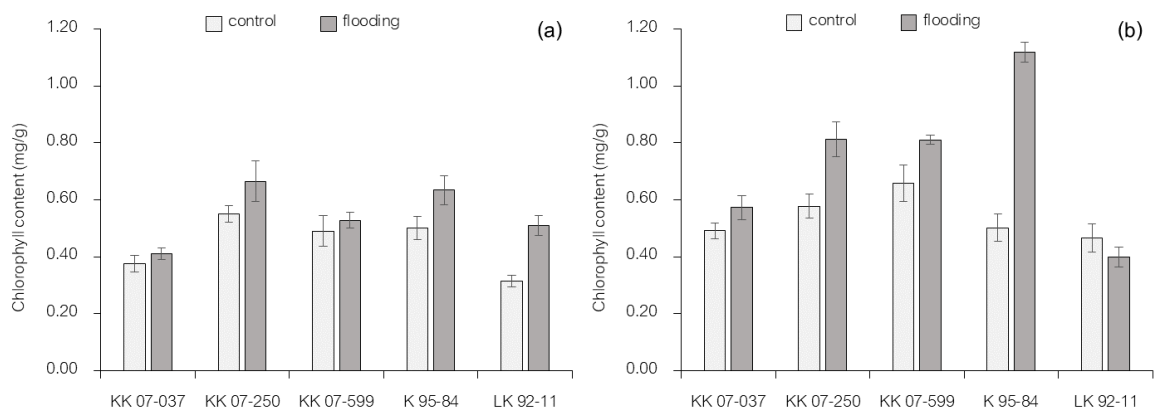 control flooding (a)
Chlorophyll content (mg/g)
1.20
1.00
0.80
0.60
0.40
0.20
0.00
KK 07-037 KK 07-250 KK 07-599 K 95-84 LK 92-11
control flooding (b)
Chlorophyll content (mg/g)
1.20
1.00
0.80
0.60
0.40
0.20
0.00
KK 07-037 KK 07-250 KK 07-599 K 95-84 LK 92-11